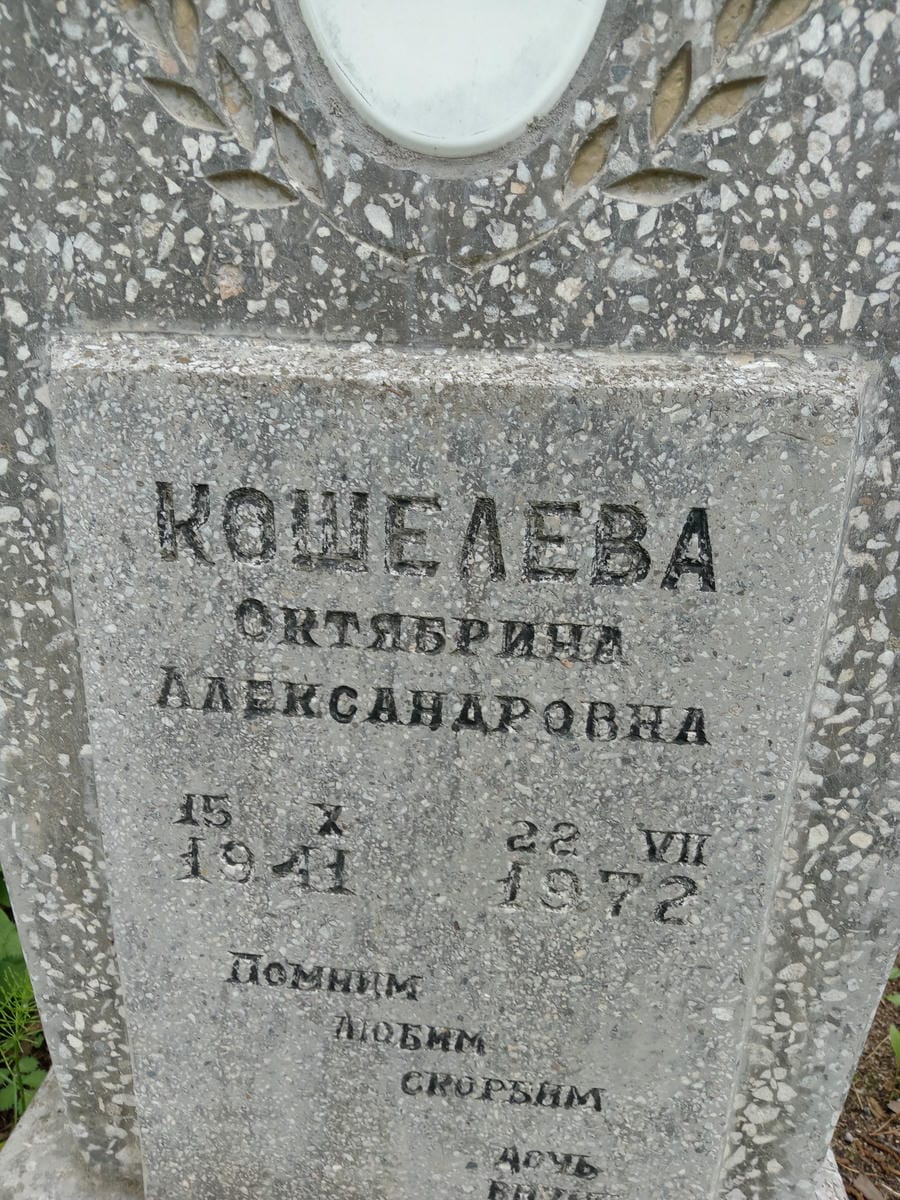 КОШЕЛЕВА
ОКТЯБРИНА
АЛЕКСАНДРОВНА
15 X 22 VII
1941 1972
ПОМНИМ
ЛЮБИМ
СКОРБИМ
ДОЧЬ